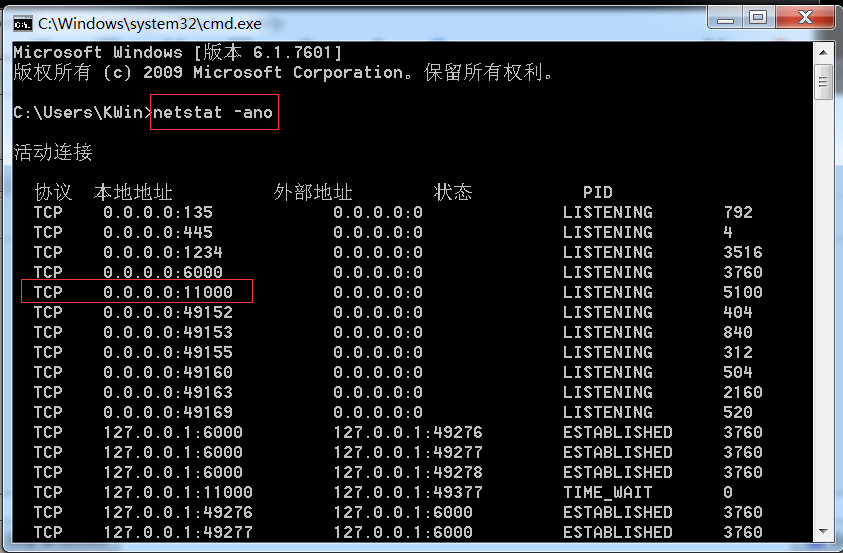 C:\Windows\system32\cmd.exe
Microsoft Windows [版本 6.1.7601]
版权所有 (c) 2009 Microsoft Corporation。保留所有权利。
C:\Users\KWin>netstat -ano
活动连接
协议 本地地址 外部地址 状态 PID
TCP 0.0.0.0:135 0.0.0.0:0 LISTENING 792
TCP 0.0.0.0:445 0.0.0.0:0 LISTENING 4
TCP 0.0.0.0:1234 0.0.0.0:0 LISTENING 3516
TCP 0.0.0.0:6000 0.0.0.0:0 LISTENING 3760
TCP 0.0.0.0:11000 0.0.0.0:0 LISTENING 5100
TCP 0.0.0.0:49152 0.0.0.0:0 LISTENING 404
TCP 0.0.0.0:49153 0.0.0.0:0 LISTENING 840
TCP 0.0.0.0:49155 0.0.0.0:0 LISTENING 312
TCP 0.0.0.0:49160 0.0.0.0:0 LISTENING 504
TCP 0.0.0.0:49163 0.0.0.0:0 LISTENING 2160
TCP 0.0.0.0:49169 0.0.0.0:0 LISTENING 520
TCP 127.0.0.1:6000 127.0.0.1:49276 ESTABLISHED 3760
TCP 127.0.0.1:6000 127.0.0.1:49277 ESTABLISHED 3760
TCP 127.0.0.1:6000 127.0.0.1:49278 ESTABLISHED 3760
TCP 127.0.0.1:11000 127.0.0.1:49377 TIME_WAIT 0
TCP 127.0.0.1:49276 127.0.0.1:6000 ESTABLISHED 3760
TCP 127.0.0.1:49277 127.0.0.1:6000 ESTABLISHED 3760